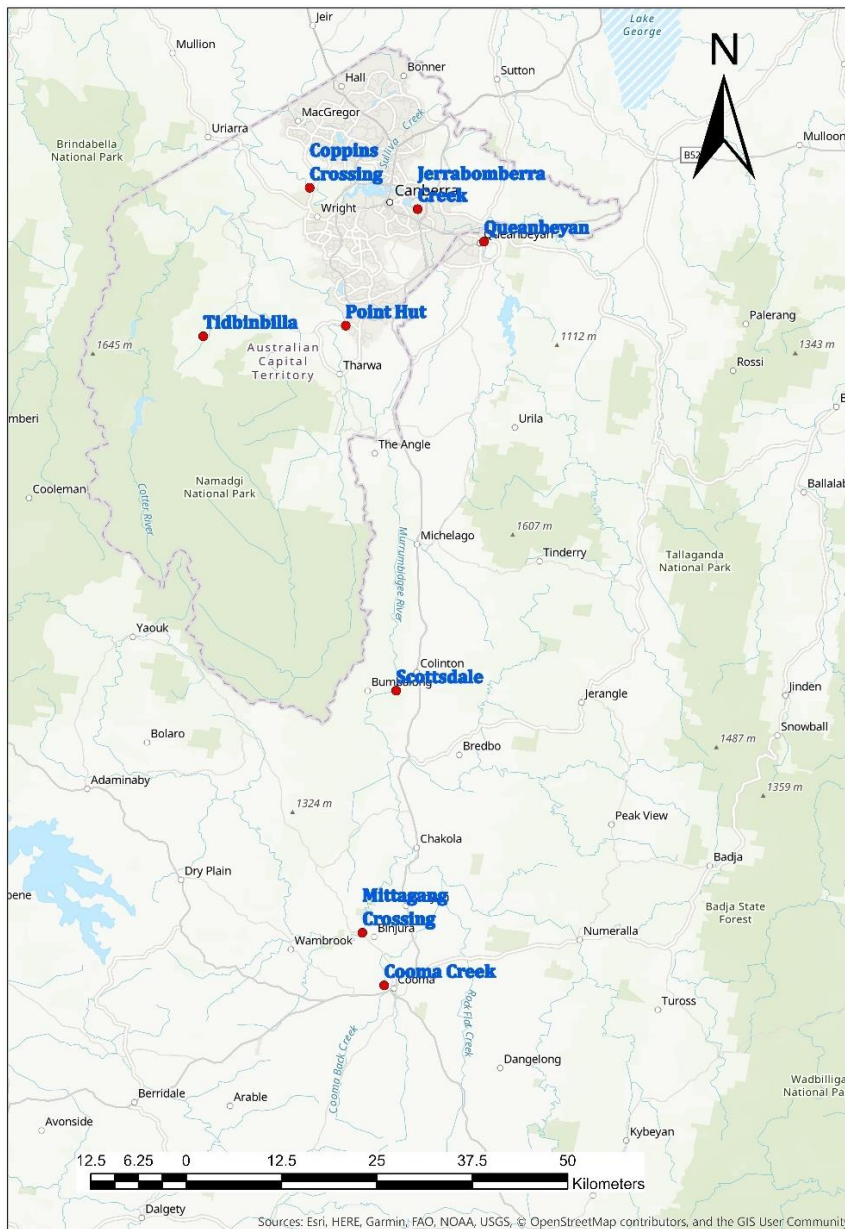 Jeir
Lake
George
Mullion
Bonner
Sutton
Hall
MacGregor
Sulliva Creek
Uriarra
Mulloon
Brindabella
National Park
B52
Coppins
Crossing
Jerrabomberra
Creek
Canberra
Wright
Queanbeyan
Queanbeyan
Tidbinbilla
Point Hut
Palerang
1645 m
Australian
Capital
Territory
1112 m
1343 m
Tharwa
Rossi
mberi
Urila
The Angle
Namadgi
National Park
Cooleman
Cotter River
Ballalab
Michelago
1607 m
Murrumbidgee River
Tinderry
Tallaganda
National Park
Yaouk
Colinton
Scottsdale
Jerangle
Jinden
Bolaro
Snowball
Bredbo
1487 m
Adaminaby
1324 m
1359 m
Peak View
Chakola
Badja
Dry Plain
pene
Mittagang
Crossing
Badja State
Forest
Wambrook
Binjura
Numeralla
Cooma Creek
Cooma
Rock Flat Creek
Tuross
Cooma Back Creek
Dangelong
Wadbilliga
National Par
Berridale
Arable
Avonside
Kybeyan
12.5 6.25 0 12.5 25 37.5 50
Kilometers
Dalgety
Sources: Esri, HERE, Garmin, FAO, NOAA, USGS, © OpenStreetMap contributors, and the GIS User Communit
N